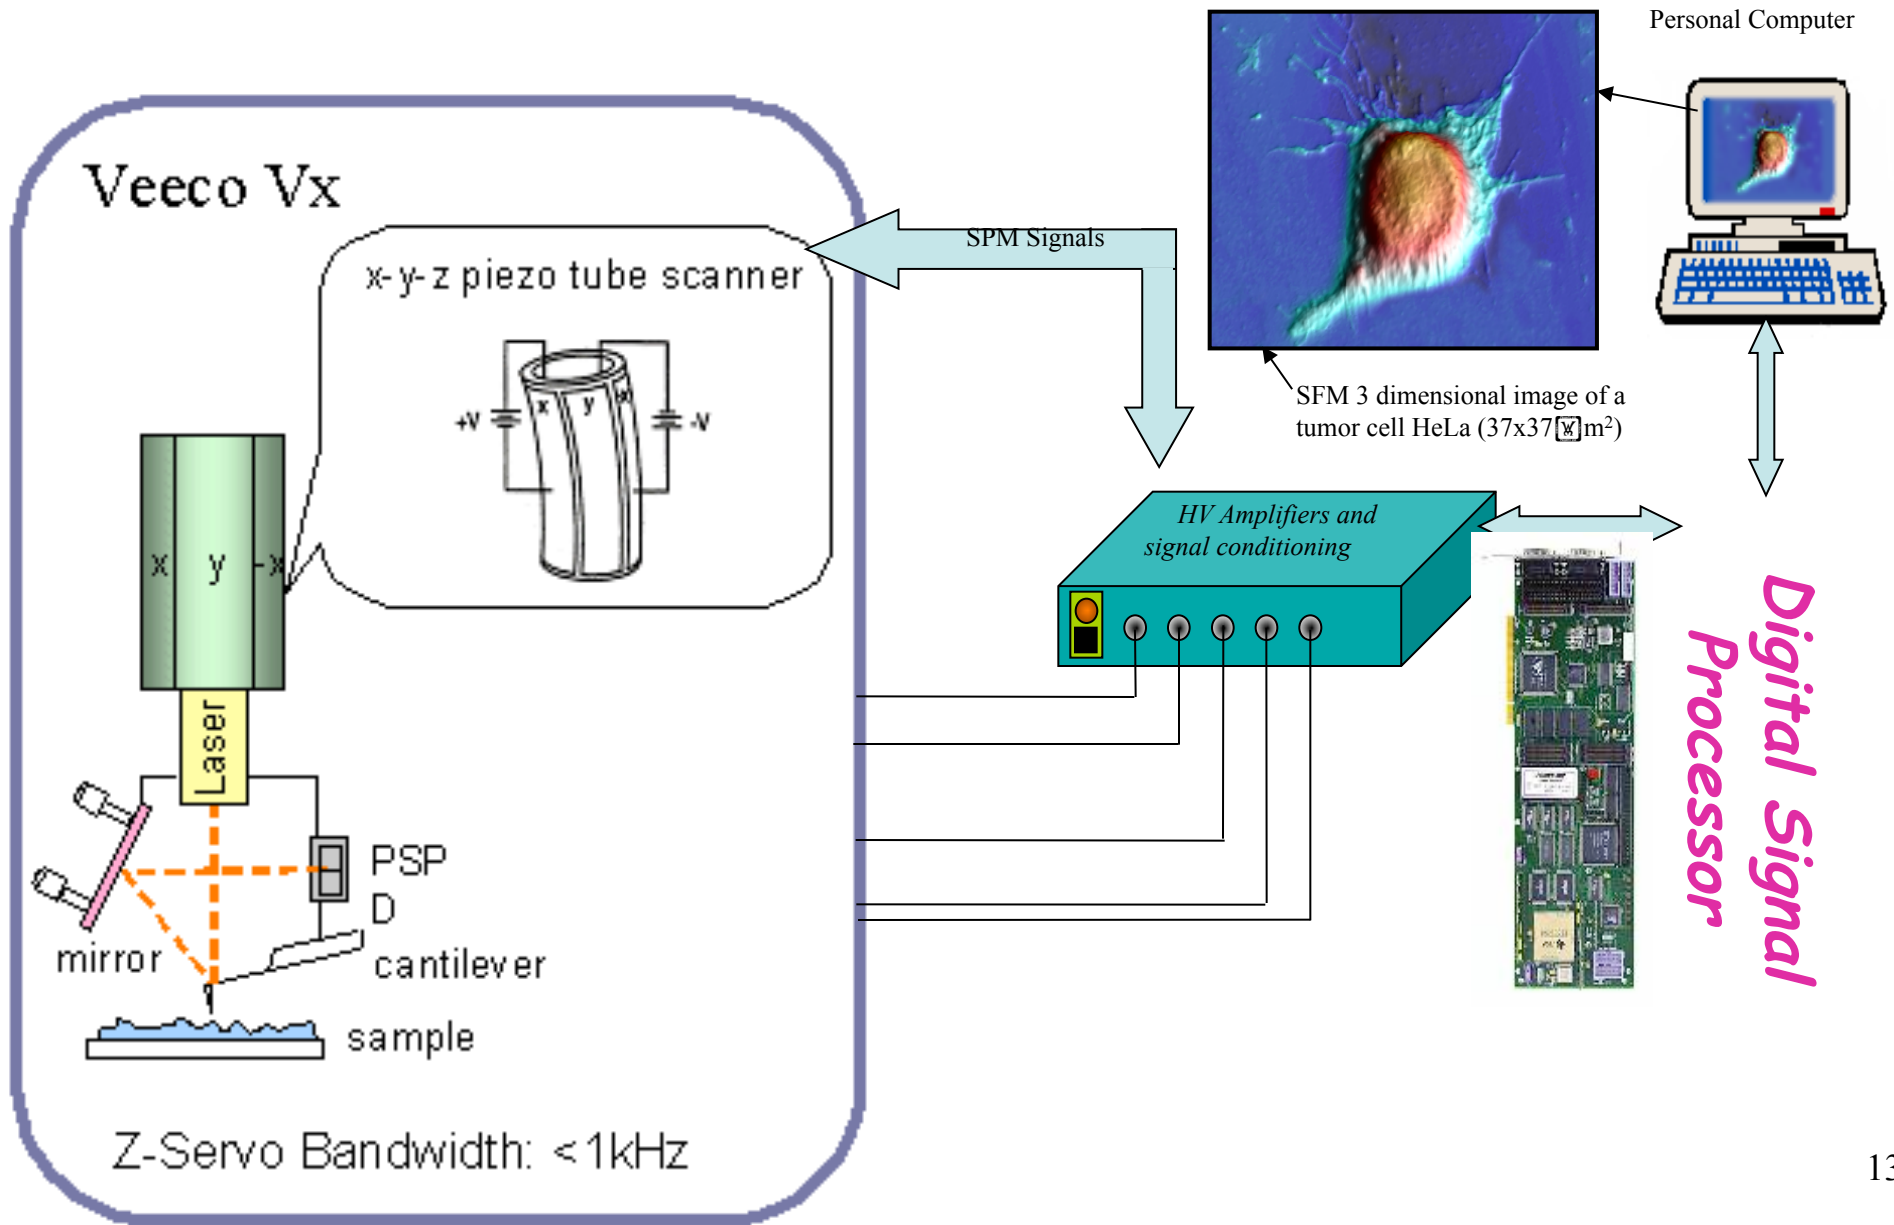 Personal Computer
Veeco Vx
SPM Signals
x-y-z piezo tube scanner
x y x
+v -v
SFM 3 dimensional image of a
tumor cell HeLa (37x37 m²)
HV Amplifiers and
signal conditioning
x y -x
Laser
Digital Signal
Processor
PSP
D
mirror
cantilever
sample
Z-Servo Bandwidth: <1kHz
13